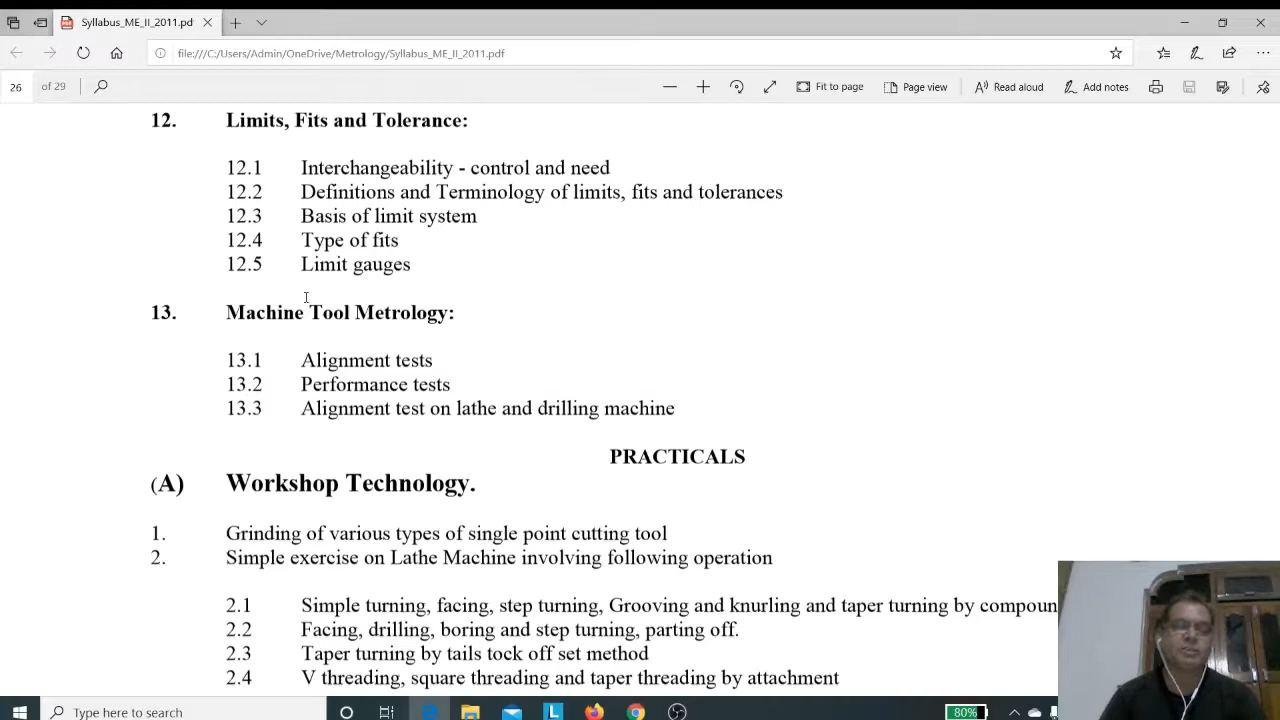 Syllabus_ME_II_2011.pd
file:///C:/Users/Admin/OneDrive/Metrology/Syllabus_ME_II_2011.pdf
26 of 29 Fit to page Page view Read aloud Add notes
12. Limits, Fits and Tolerance:
12.1 Interchangeability - control and need
12.2 Definitions and Terminology of limits, fits and tolerances
12.3 Basis of limit system
12.4 Type of fits
12.5 Limit gauges
13. Machine Tool Metrology:
13.1 Alignment tests
13.2 Performance tests
13.3 Alignment test on lathe and drilling machine
PRACTICALS
(A) Workshop Technology.
1. Grinding of various types of single point cutting tool
2. Simple exercise on Lathe Machine involving following operation
2.1 Simple turning, facing, step turning, Grooving and knurling and taper turning by compoun
2.2 Facing, drilling, boring and step turning, parting off.
2.3 Taper turning by tails tock off set method
2.4 V threading, square threading and taper threading by attachment
Type here to search 80%